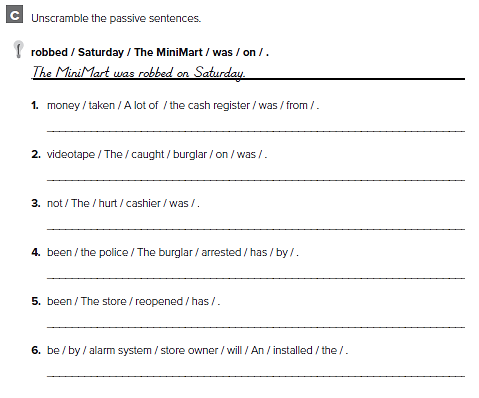 C Unscramble the passive sentences.
robbed / Saturday / The MiniMart / was / on / .
The MiniMart was robbed on Saturday.
1. money / taken / A lot of / the cash register / was / from / .
2. videotape / The / caught / burglar / on / was / .
3. not / The / hurt / cashier / was / .
4. been / the police / The burglar / arrested / has / by / .
5. been / The store / reopened / has / .
6. be / by / alarm system / store owner / will / An / installed / the / .